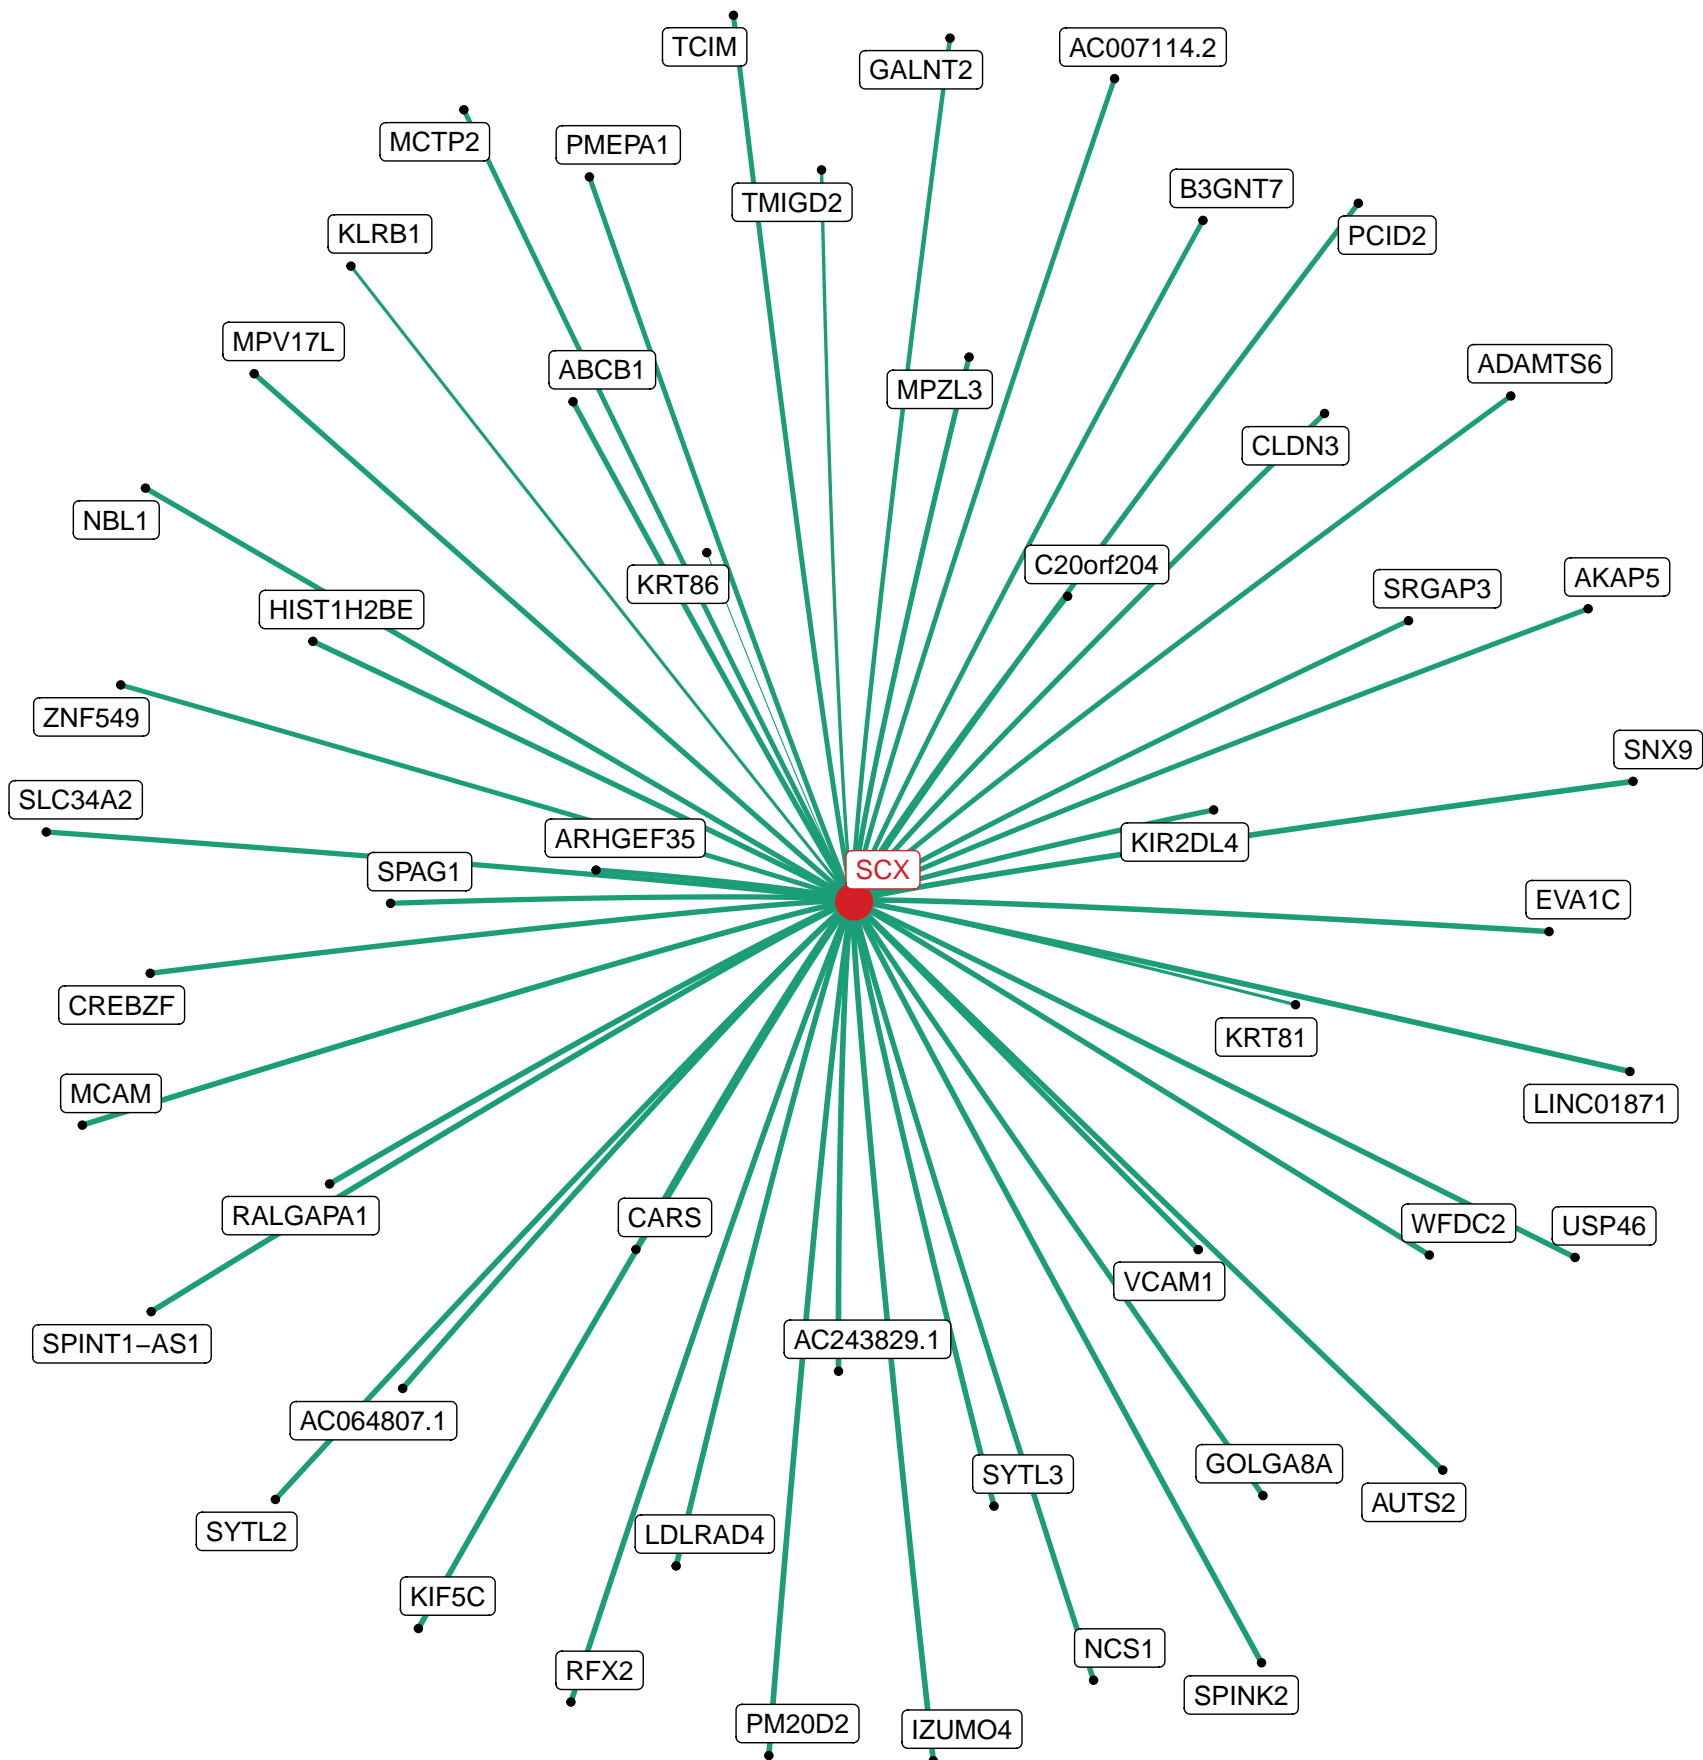 TCIM
AC007114.2
GALNT2
MCTP2
PMEPA1
B3GNT7
TMIGD2
KLRB1
PCID2
MPV17L
ADAMTS6
ABCB1
MPZL3
CLDN3
NBL1
C20orf204
AKAP5
KRT86
SRGAP3
HIST1H2BE
ZNF549
SNX9
SLC34A2
ARHGEF35
KIR2DL4
SCX
SPAG1
EVA1C
CREBZF
KRT81
MCAM
LINC01871
RALGAPA1
CARS
WFDC2
USP46
VCAM1
SPINT1−AS1
AC243829.1
AC064807.1
GOLGA8A
SYTL3
AUTS2
SYTL2
LDLRAD4
KIF5C
NCS1
RFX2
SPINK2
PM20D2
IZUMO4